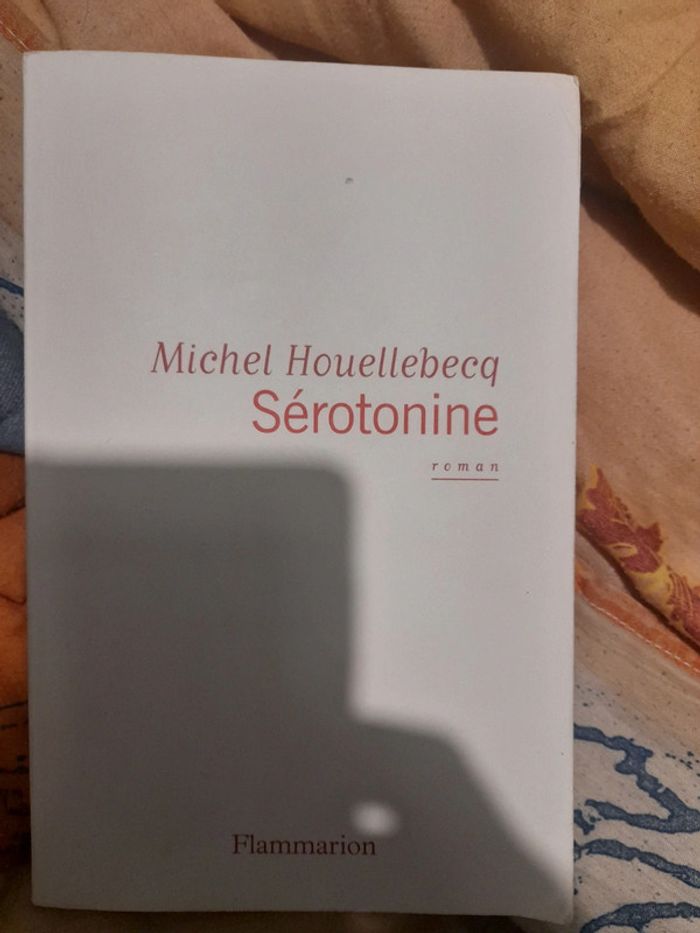 Michel Houellebecq
Sérotonine
roman
Flammarion